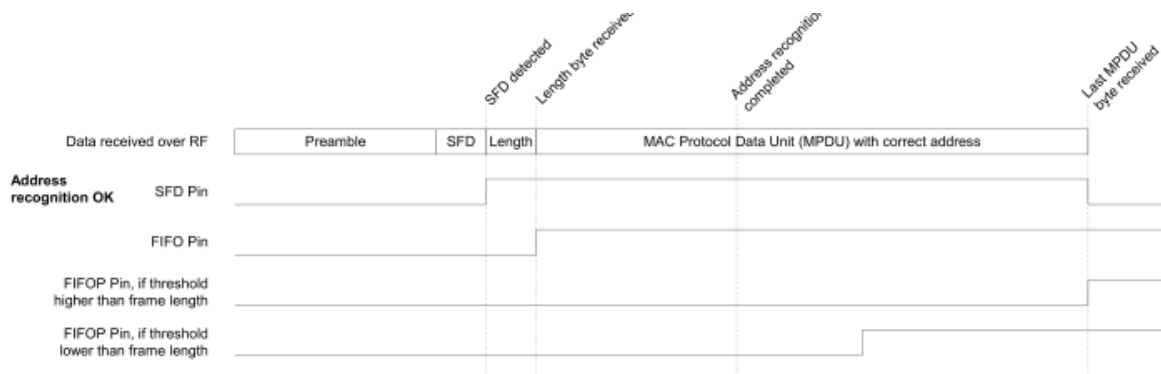 SFD detected
Length byte received
Address recognition
completed
Last MPDU
byte received
Data received over RF
Preamble
SFD
Length
MAC Protocol Data Unit (MPDU) with correct address
Address
recognition OK
SFD Pin
FIFO Pin
FIFOP Pin, if threshold
higher than frame length
FIFOP Pin, if threshold
lower than frame length